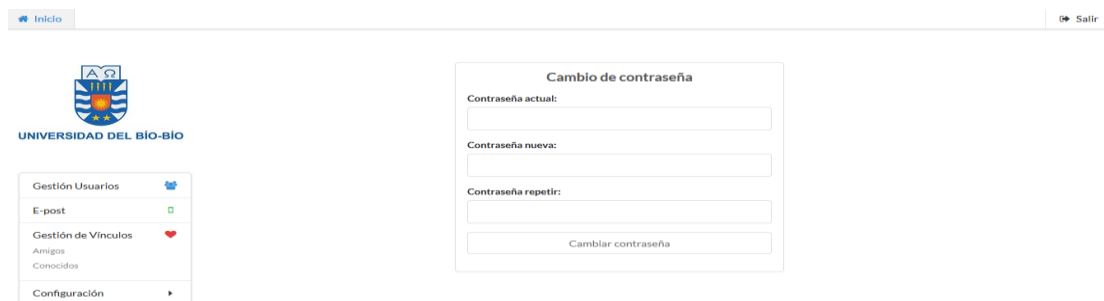 Inicio
Salir
ΑΩ
UNIVERSIDAD DEL BÍO-BÍO
Gestión Usuarios
E-post
Gestión de Vínculos
Amigos
Conocidos
Configuración
Cambio de contraseña
Contraseña actual:
Contraseña nueva:
Contraseña repetir:
Cambiar contraseña